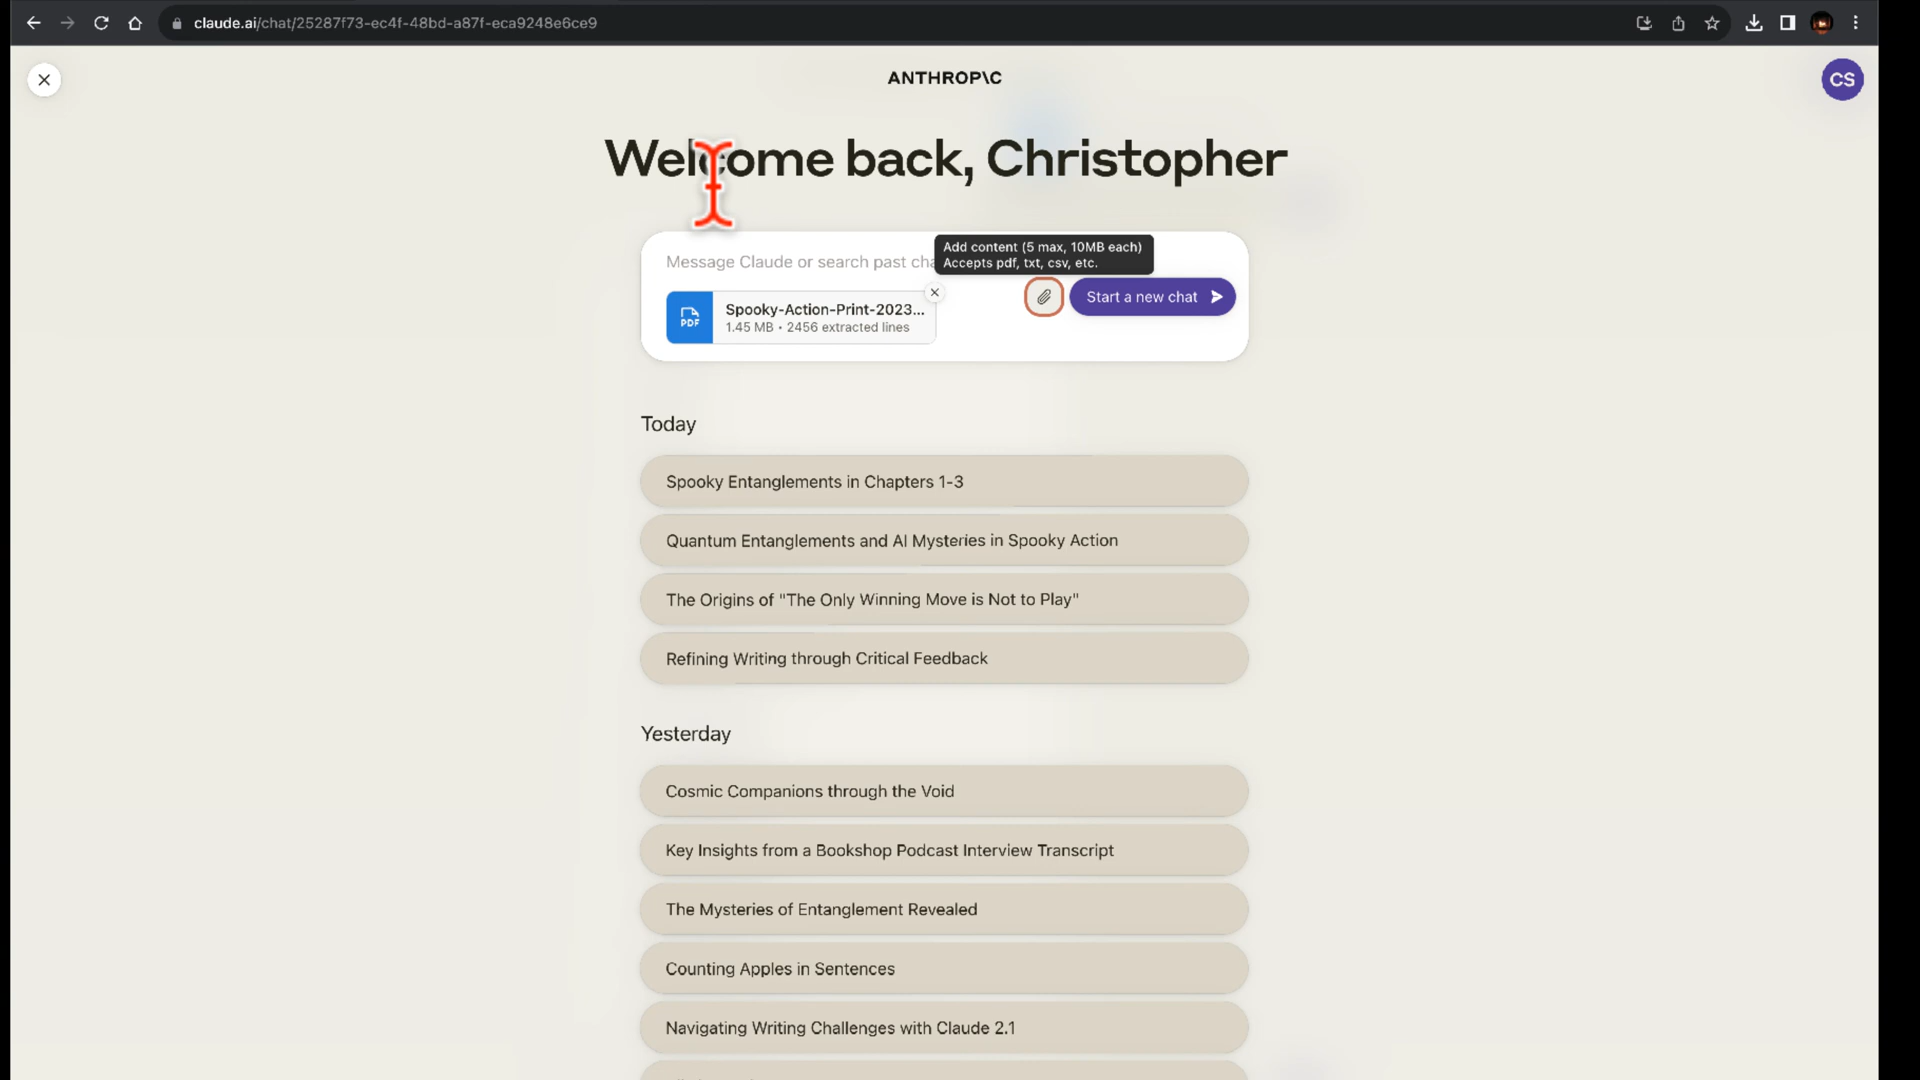 claude.ai/chat/25287f73-ec4f-48bd-a87f-eca9248e6ce9
ANTHROP\C
CS
Welcome back, Christopher
Message Claude or search past cha
Add content (5 max, 10MB each)
Accepts pdf, txt, csv, etc.
Start a new chat
PDF
Spooky-Action-Print-2023...
1.45 MB • 2456 extracted lines
Today
Spooky Entanglements in Chapters 1-3
Quantum Entanglements and AI Mysteries in Spooky Action
The Origins of "The Only Winning Move is Not to Play"
Refining Writing through Critical Feedback
Yesterday
Cosmic Companions through the Void
Key Insights from a Bookshop Podcast Interview Transcript
The Mysteries of Entanglement Revealed
Counting Apples in Sentences
Navigating Writing Challenges with Claude 2.1